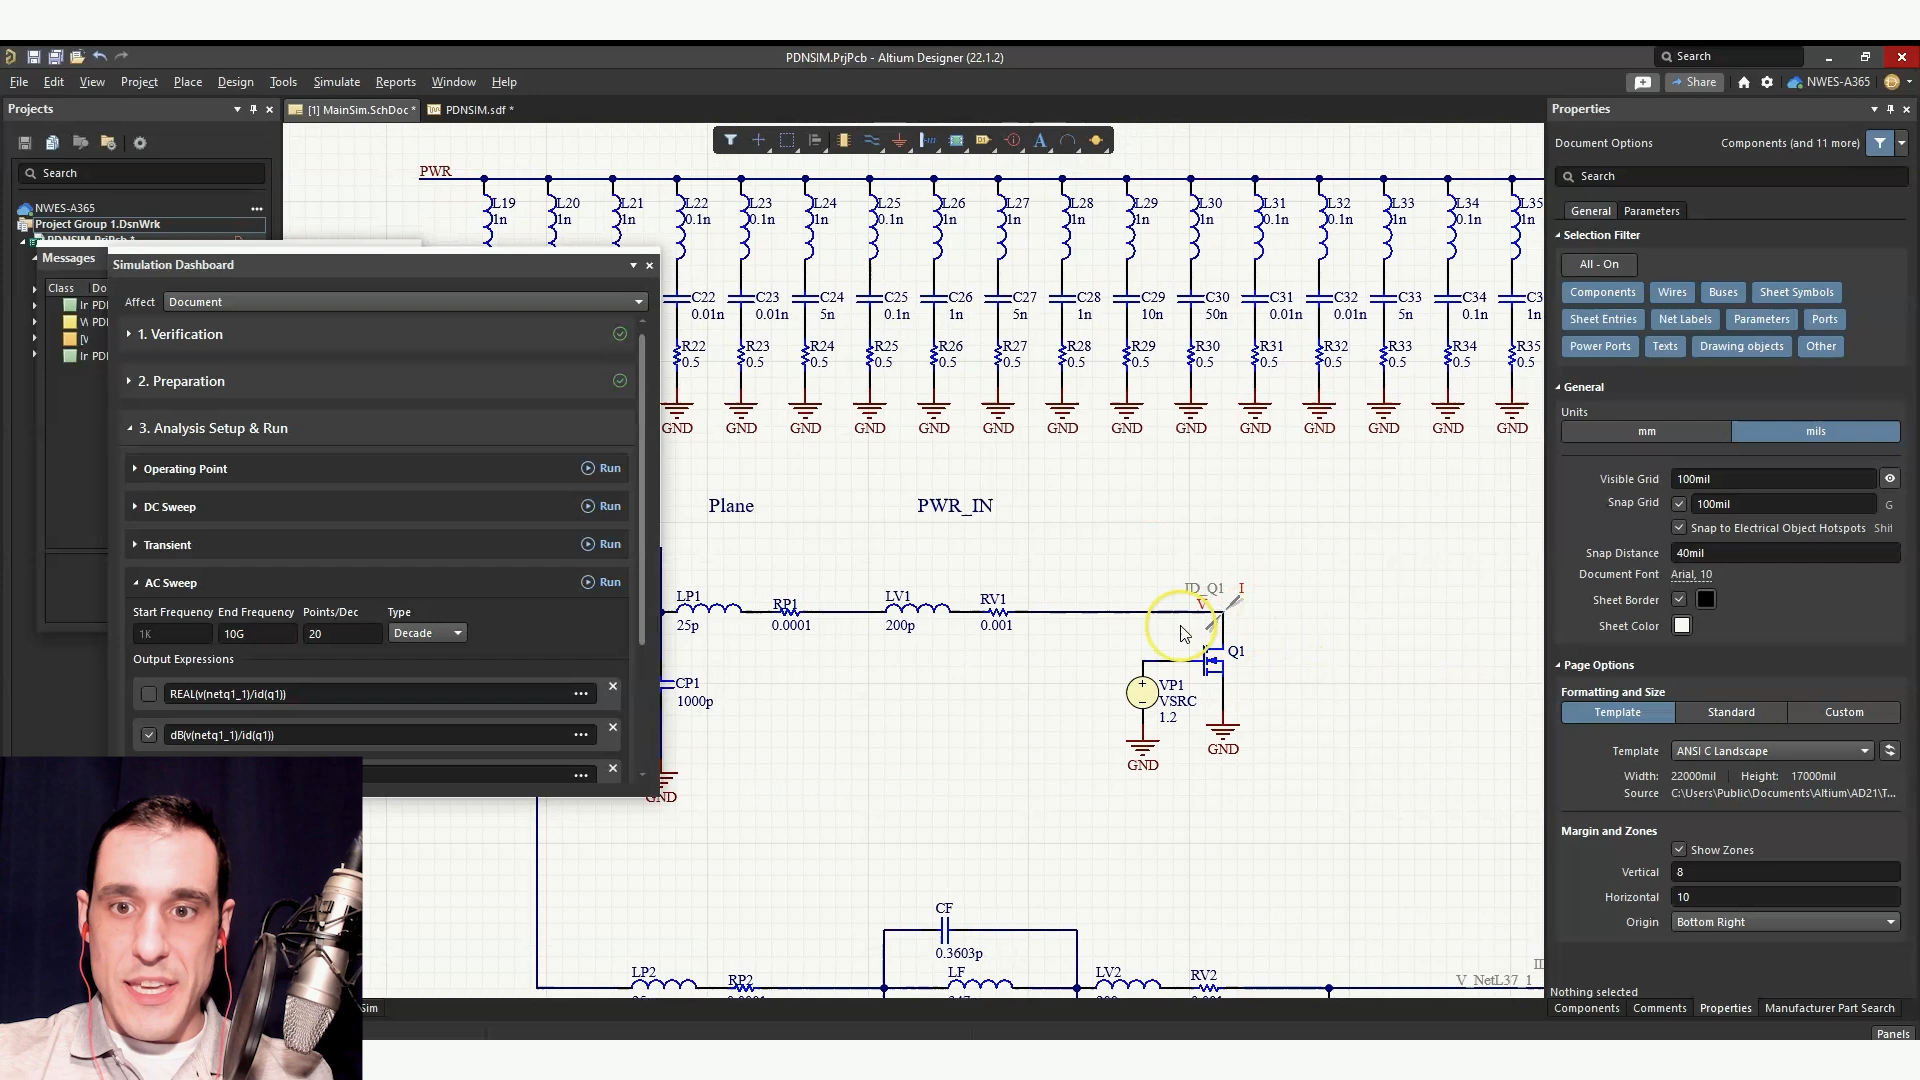 PDNSIM.PrjPcb - Altium Designer (22.1.2)
Search
File Edit View Project Place Design Tools Simulate Reports Window Help
Share
NWES-A365
Projects
[1] MainSim.SchDoc *
PDNSIM.sdf *
Properties
Search
NWES-A365
Project Group 1.DsnWrk
PDNSIM.PrjPcb *
Messages
Class Do
In PDI
W PDI
[V
In PDI
Simulation Dashboard
Affect Document
1. Verification
2. Preparation
3. Analysis Setup & Run
Operating Point Run
DC Sweep Run
Transient Run
AC Sweep Run
Start Frequency End Frequency Points/Dec Type
1K 10G 20 Decade
Output Expressions
REAL(v(netq1_1)/id(q1))
dB(v(netq1_1)/id(q1))
PWR
L19 L20 L21 L22 L23 L24 L25 L26 L27 L28 L29 L30 L31 L32 L33 L34 L35
1n 1n 1n 0.1n 0.1n 1n 0.1n 1n 1n 1n 1n 1n 0.1n 0.1n 1n 0.1n 1n
C22 C23 C24 C25 C26 C27 C28 C29 C30 C31 C32 C33 C34 C3
0.01n 0.01n 5n 0.1n 1n 5n 1n 10n 50n 0.01n 0.01n 5n 0.1n 1n
R22 R23 R24 R25 R26 R27 R28 R29 R30 R31 R32 R33 R34 R35
0.5 0.5 0.5 0.5 0.5 0.5 0.5 0.5 0.5 0.5 0.5 0.5 0.5 0.5
GND GND GND GND GND GND GND GND GND GND GND GND GND GND
Plane PWR_IN
ID_Q1 I
V
LP1 RP1 LV1 RV1
25p 0.0001 200p 0.001
Q1
CP1
1000p
VP1
VSRC
1.2
GND
GND
GND
CF
0.3603p
LP2 RP2 LF LV2 RV2
V_NetL37_1
Sim
Document Options Components (and 11 more)
Search
General Parameters
Selection Filter
All - On
Components Wires Buses Sheet Symbols
Sheet Entries Net Labels Parameters Ports
Power Ports Texts Drawing objects Other
General
Units
mm mils
Visible Grid 100mil
Snap Grid 100mil G
Snap to Electrical Object Hotspots Shi
Snap Distance 40mil
Document Font Arial, 10
Sheet Border
Sheet Color
Page Options
Formatting and Size
Template Standard Custom
Template ANSI C Landscape
Width: 22000mil Height: 17000mil
Source C:\Users\Public\Documents\Altium\AD21\T...
Margin and Zones
Show Zones
Vertical 8
Horizontal 10
Origin Bottom Right
Nothing selected
Components Comments Properties Manufacturer Part Search
Panels